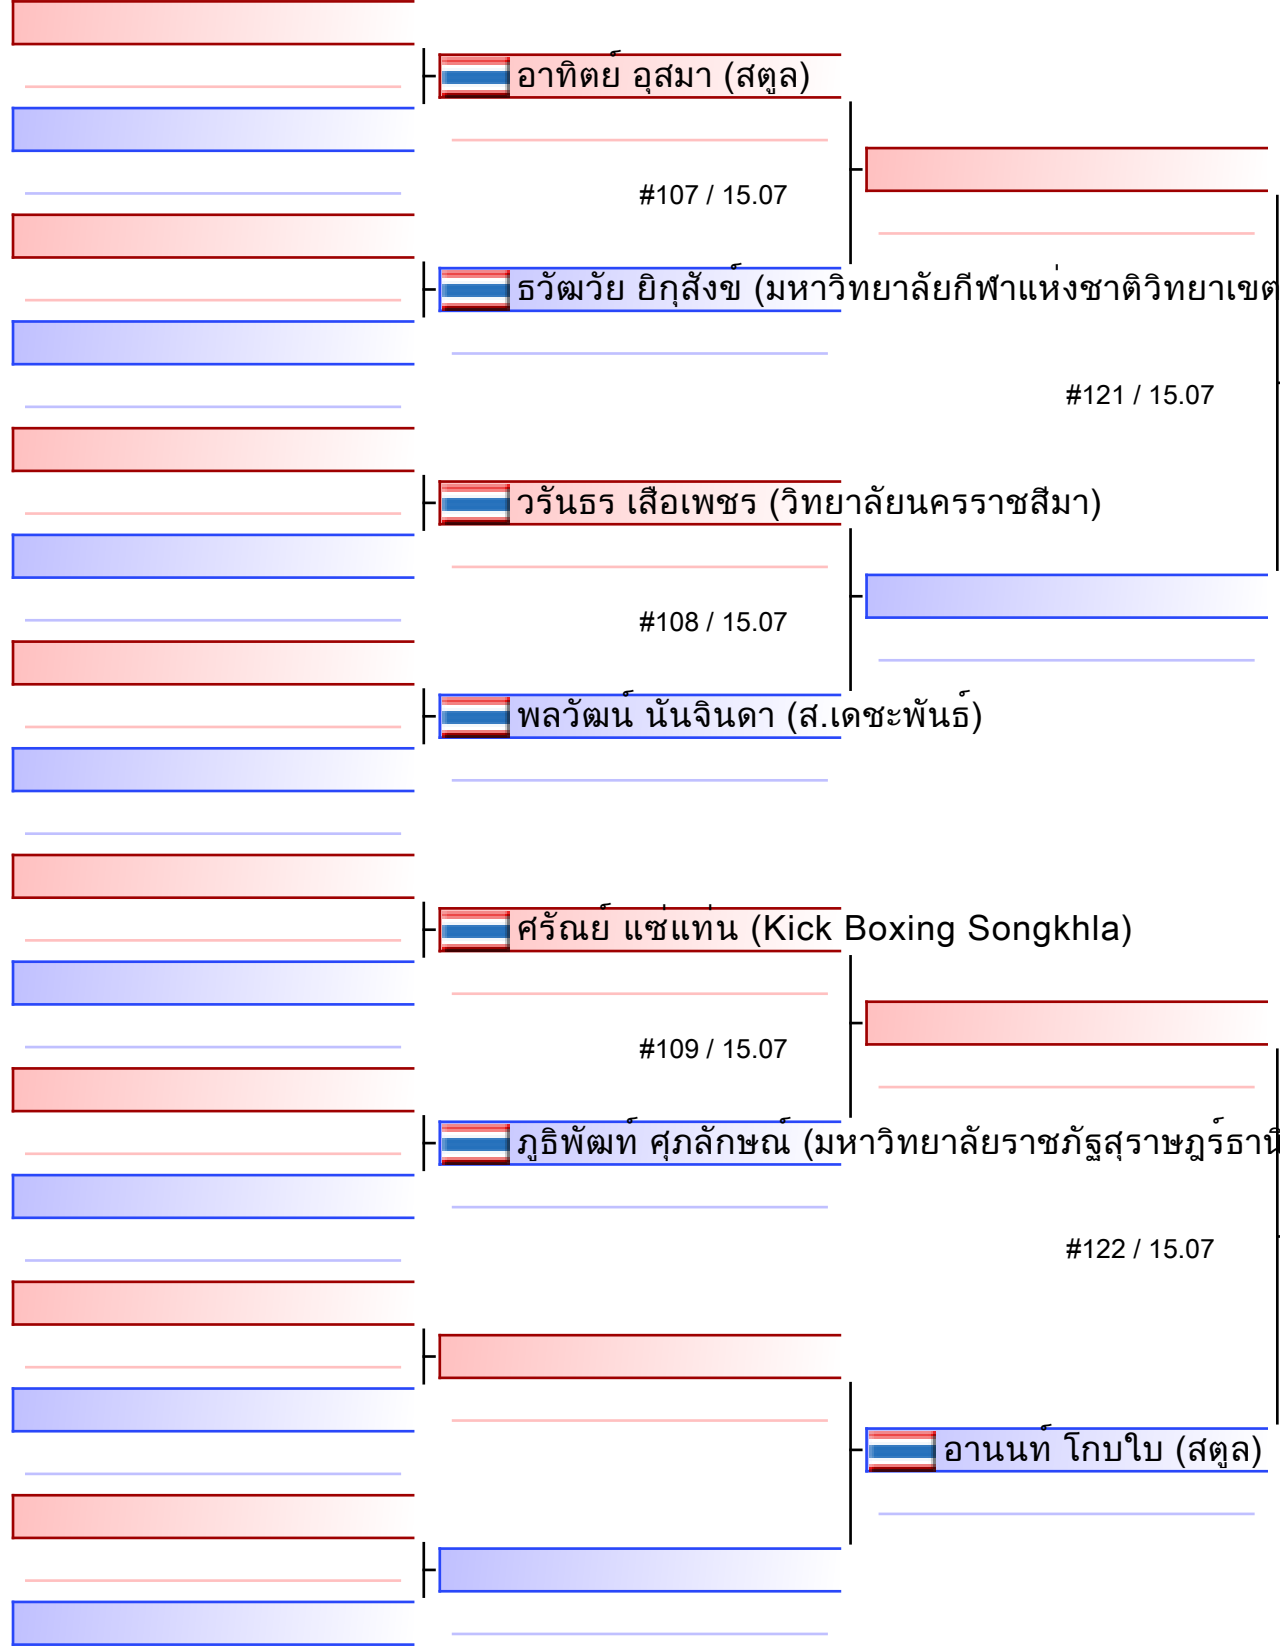 อาทิตย์ อุสมา (สตูล)
#107 / 15.07
ธวัฒวัย ยิกุสังข์ (มหาวิทยาลัยกีฬาแห่งชาติวิทยาเขต
#121 / 15.07
วรันธร เสือเพชร (วิทยาลัยนครราชสีมา)
#108 / 15.07
พลวัฒน์ นันจินดา (ส.เดชะพันธ์)
ศรัณย์ แซ่แท่น (Kick Boxing Songkhla)
#109 / 15.07
ภูธิพัฒท์ ศุภลักษณ์ (มหาวิทยาลัยราชภัฐสุราษฎร์ธานี
#122 / 15.07
อานนท์ โกบใบ (สตูล)